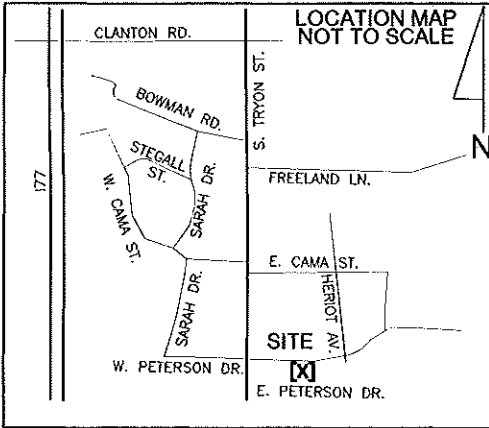 LOCATION MAP
NOT TO SCALE
CLANTON RD.
S. TRYON ST.
BOWMAN RD.
N
STEGALL
ST.
FREELAND LN.
I77
W. CAMA ST.
SARAH DR.
E. CAMA ST.
HERIOT AV.
SARAH DR.
SITE
W. PETERSON DR.
[X]
E. PETERSON DR.